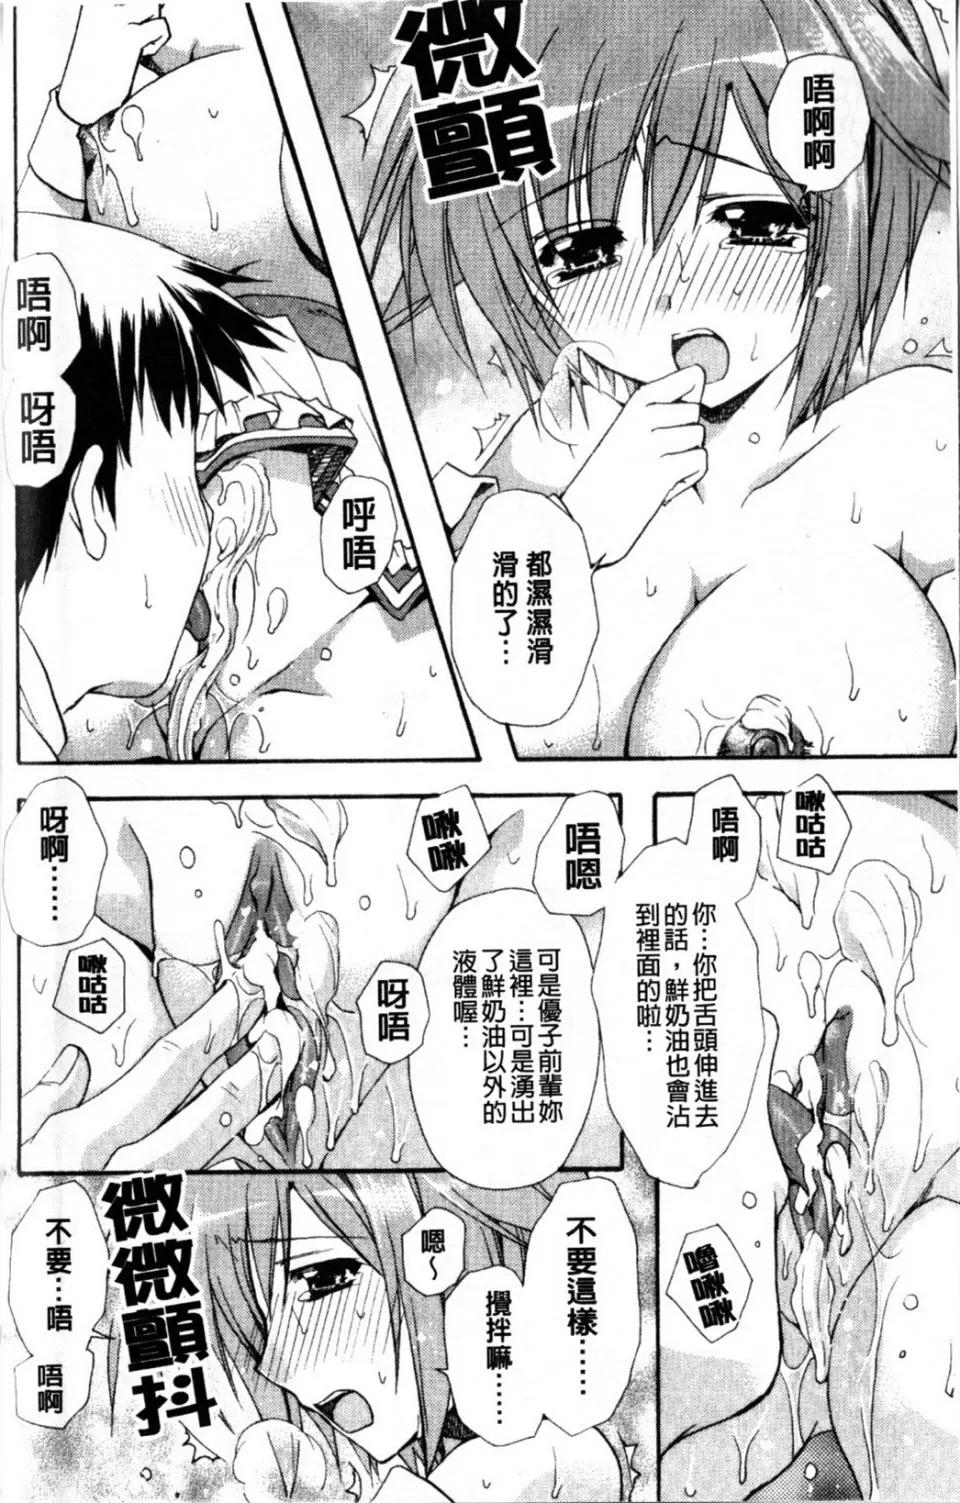 唔啊啊
微顫
都濕濕滑
滑的了…
唔啊
呀唔
呼唔
啾咕咕
唔啊
你…你把舌頭伸進去
的話，鮮奶油也會沾
到裡面的啦…
嚕啾啾
唔嗯
啾啾
可是優子前輩妳
這裡…可是湧出
了鮮奶油以外的
液體喔…
呀唔
呀啊……
啾咕咕
不要這樣……
攪拌嘛……
嗯～
微微顫抖
不要…唔
唔啊